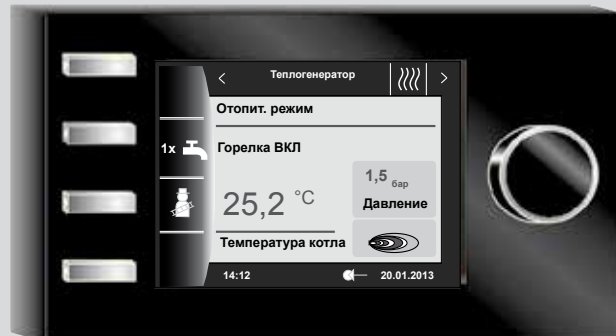 Теплогенератор
Отопит. режим
1x
Горелка ВКЛ
25,2 °C
1,5 бар
Давление
Температура котла
14:12
20.01.2013